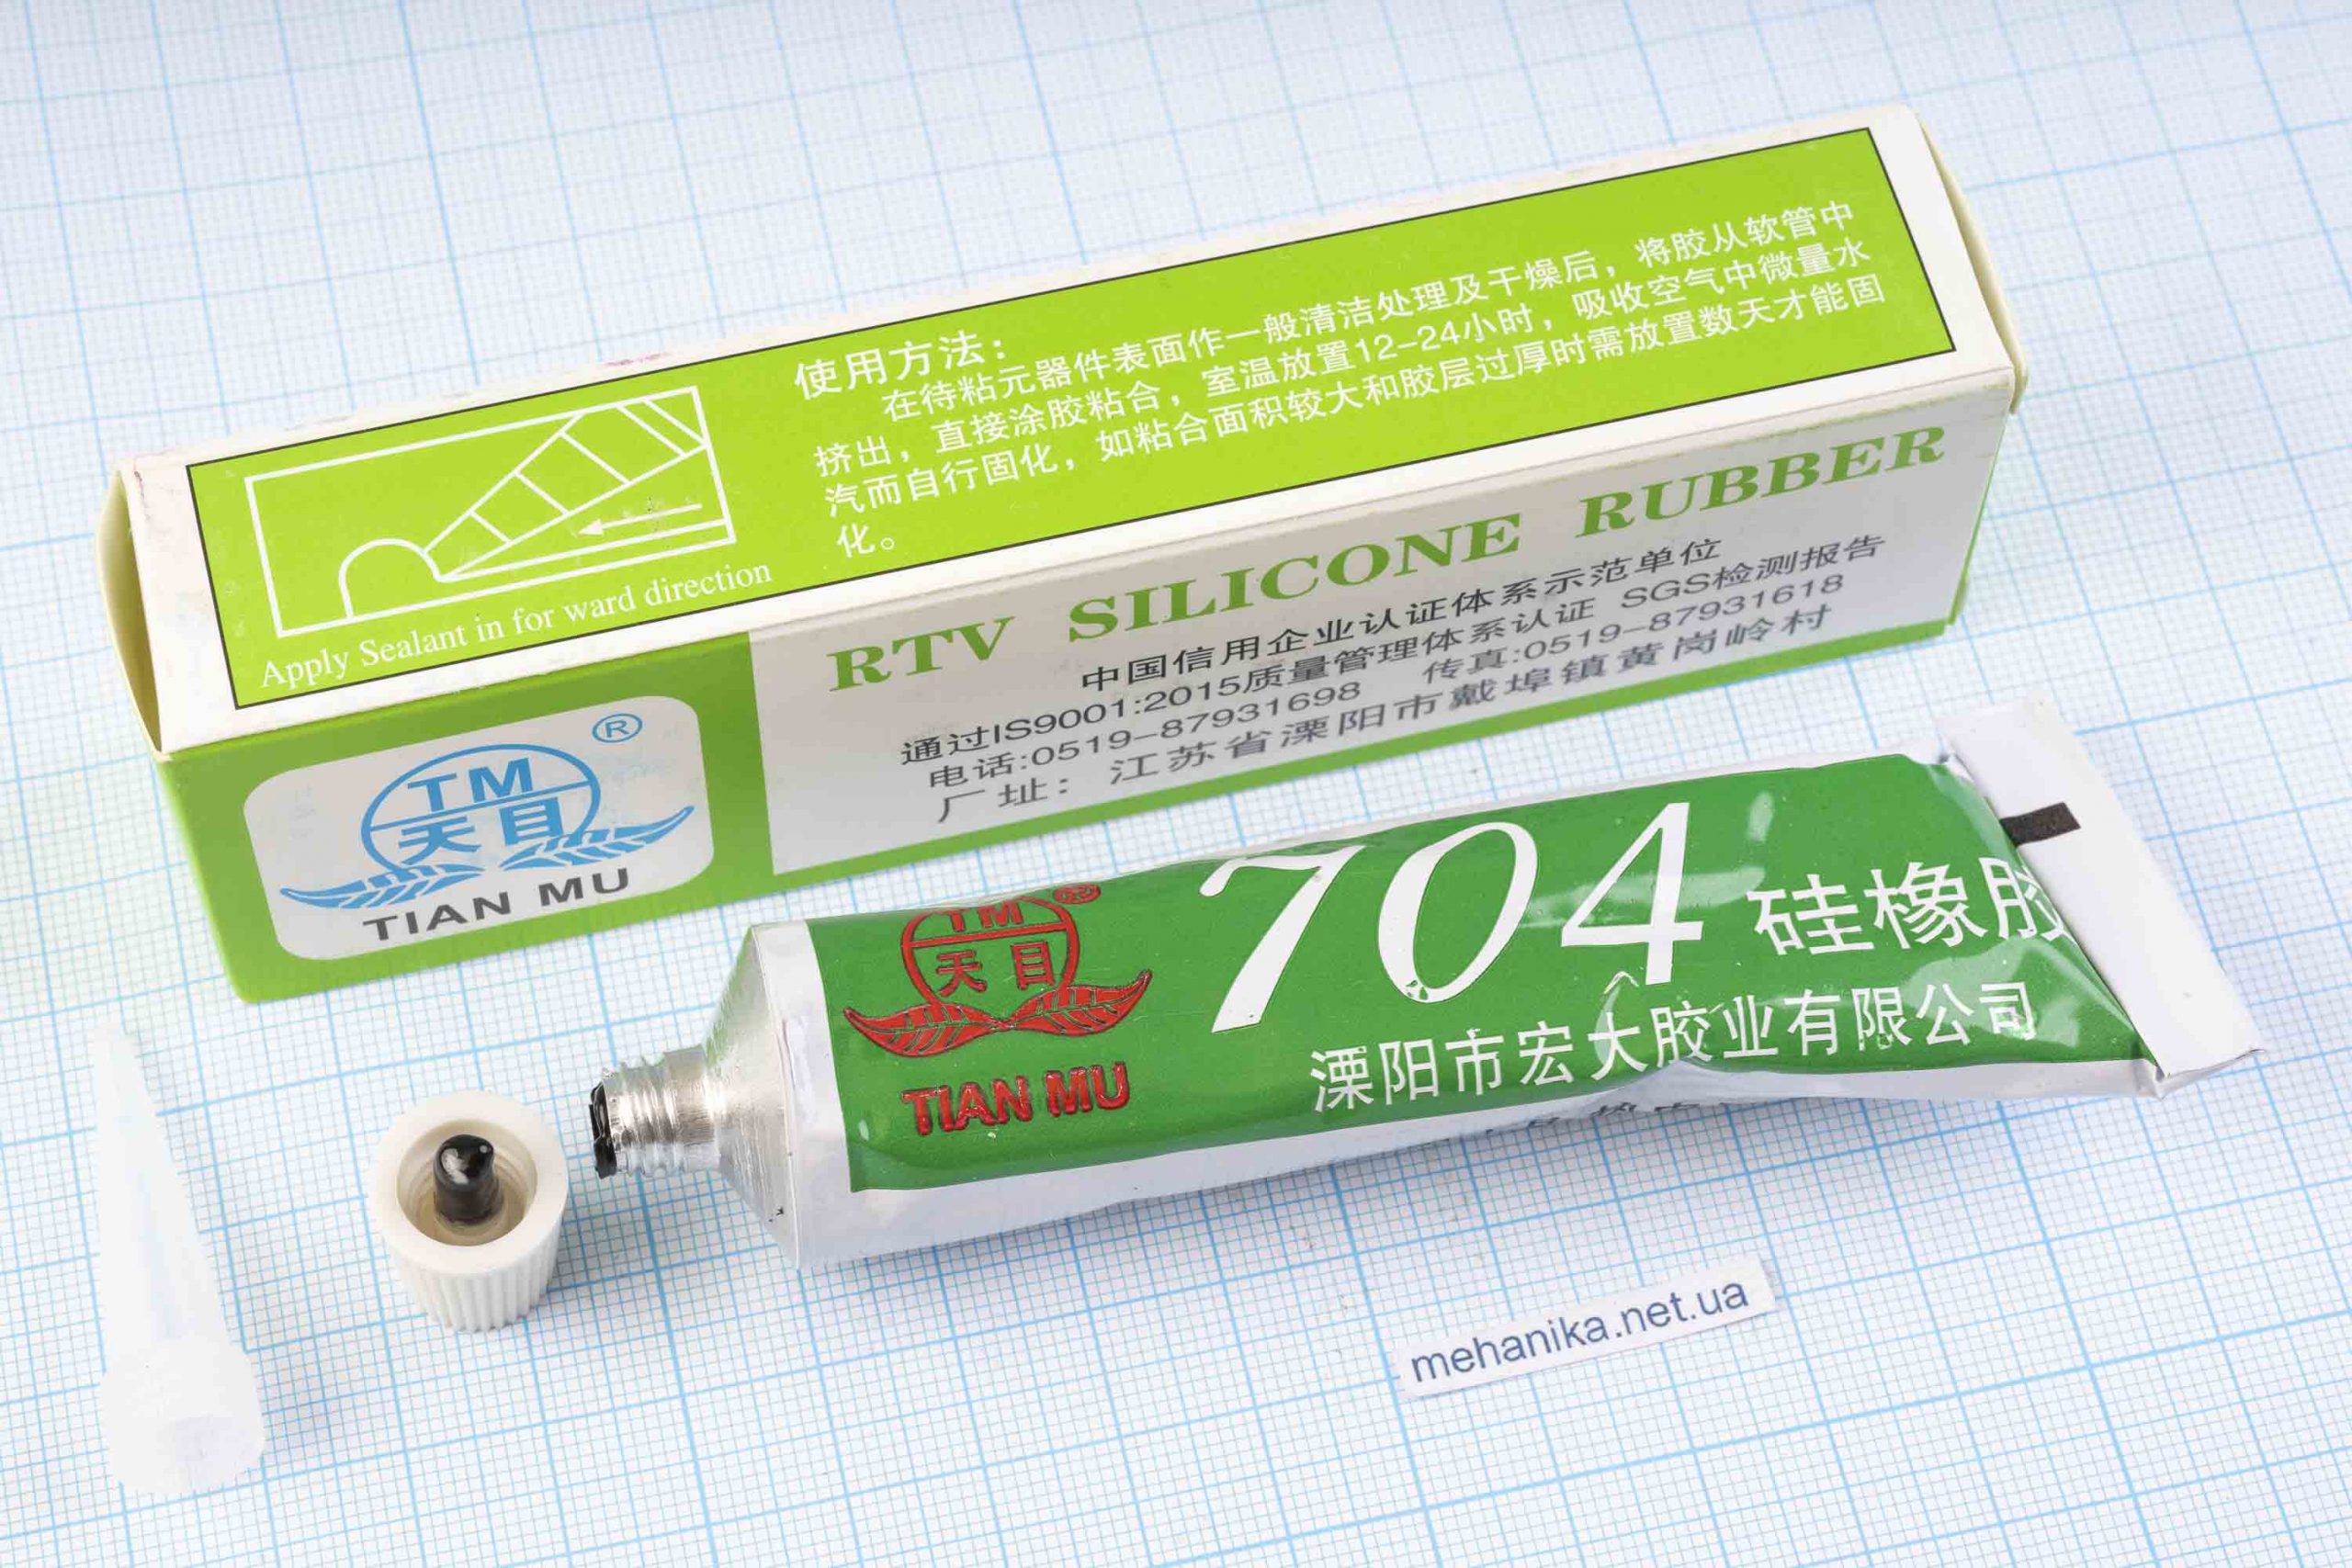 使用方法：
在待粘元器件表面作一般清洁处理及干燥后，将胶从软管中
挤出，直接涂胶粘合，室温放置12-24小时，吸收空气中微量水
汽而自行固化，如粘合面积较大和胶层过厚时需放置数天才能固
化。
Apply Sealant in for ward direction
RTV SILICONE RUBBER
中国信用企业认证体系示范单位
通过IS9001:2015质量管理体系认证 SGS检测报告
电话:0519-87931698 传真:0519-87931618
厂址：江苏省溧阳市戴埠镇黄岗岭村
®
TM
天目
TIAN MU
®
TM
天目
TIAN MU
704 硅橡胶
溧阳市宏大胶业有限公司
mehanika.net.ua